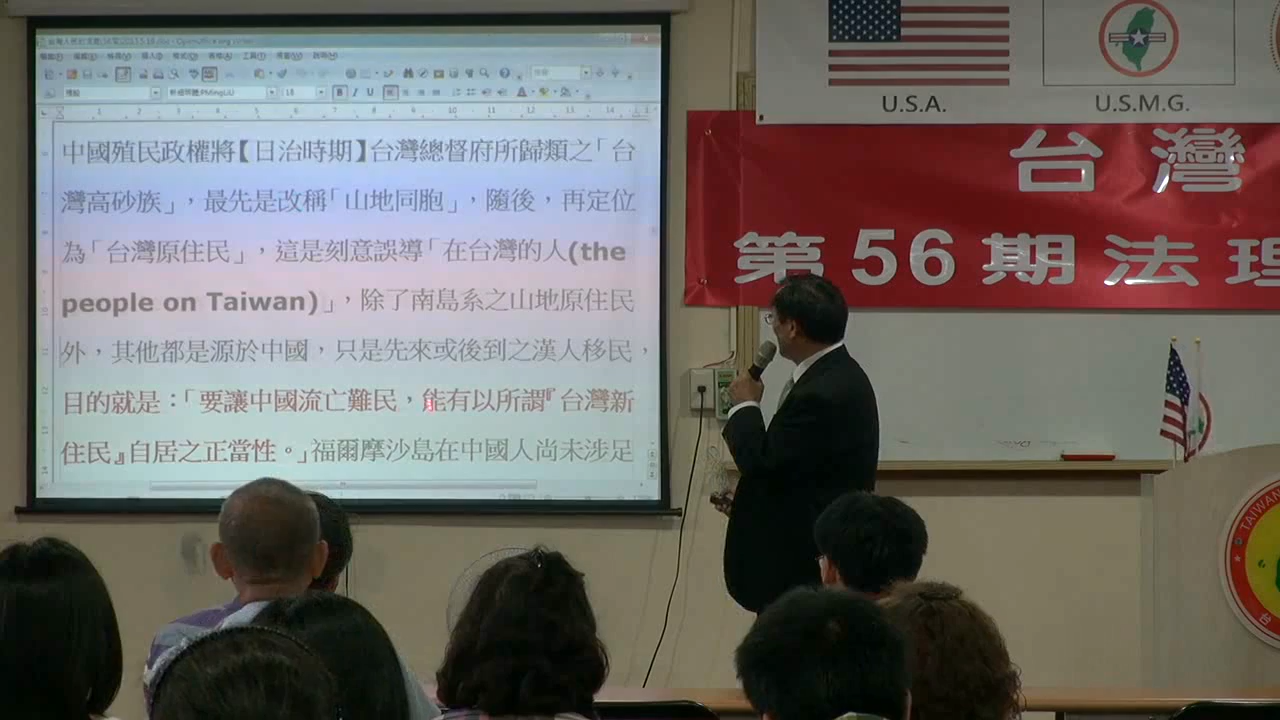 中國殖民政權將【日治時期】台灣總督府所歸類之「台
灣高砂族」，最先是改稱「山地同胞」，隨後，再定位
為「台灣原住民」，這是刻意誤導「在台灣的人(the
people on Taiwan)」，除了南島系之山地原住民
外，其他都是源於中國，只是先來或後到之漢人移民，
目的就是：「要讓中國流亡難民，能有以所謂『台灣新
住民』自居之正當性。」福爾摩沙島在中國人尚未涉足
U.S.A.
U.S.M.G.
台灣
第56期法理
TAIWAN
台